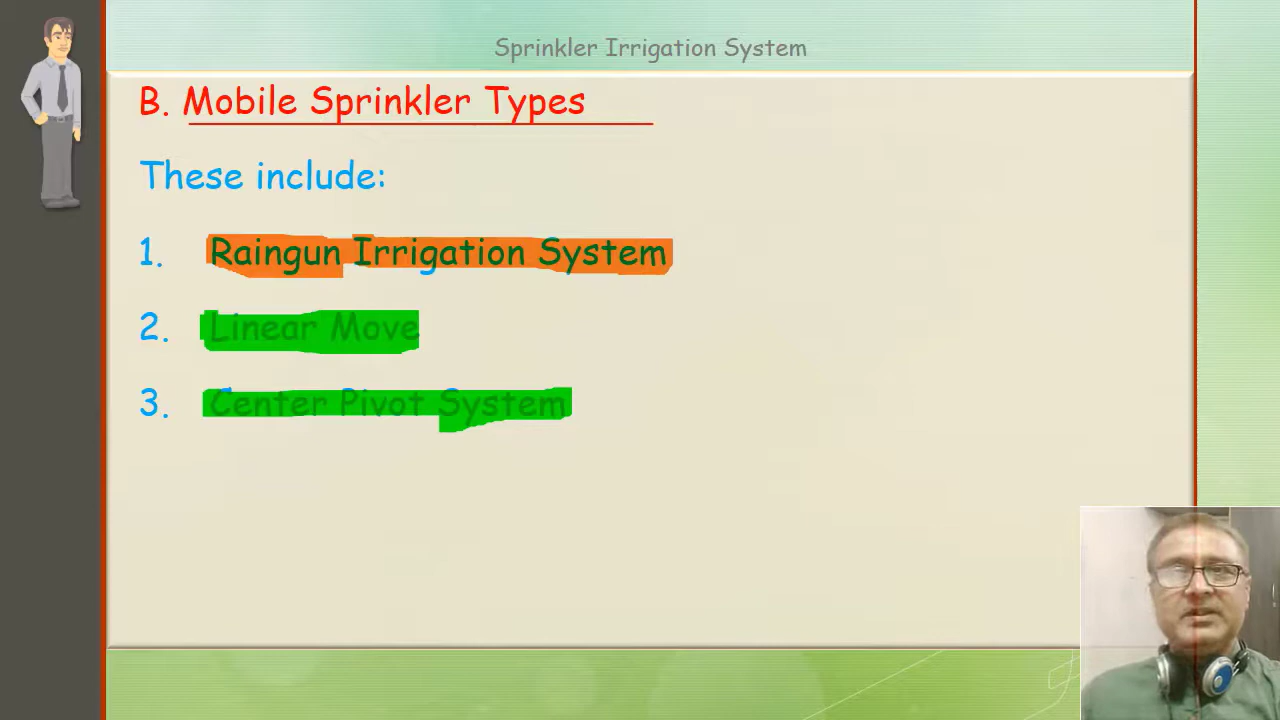 Sprinkler Irrigation System
B. Mobile Sprinkler Types
These include:
1. Raingun Irrigation System
2. Linear Move
3. Center Pivot System